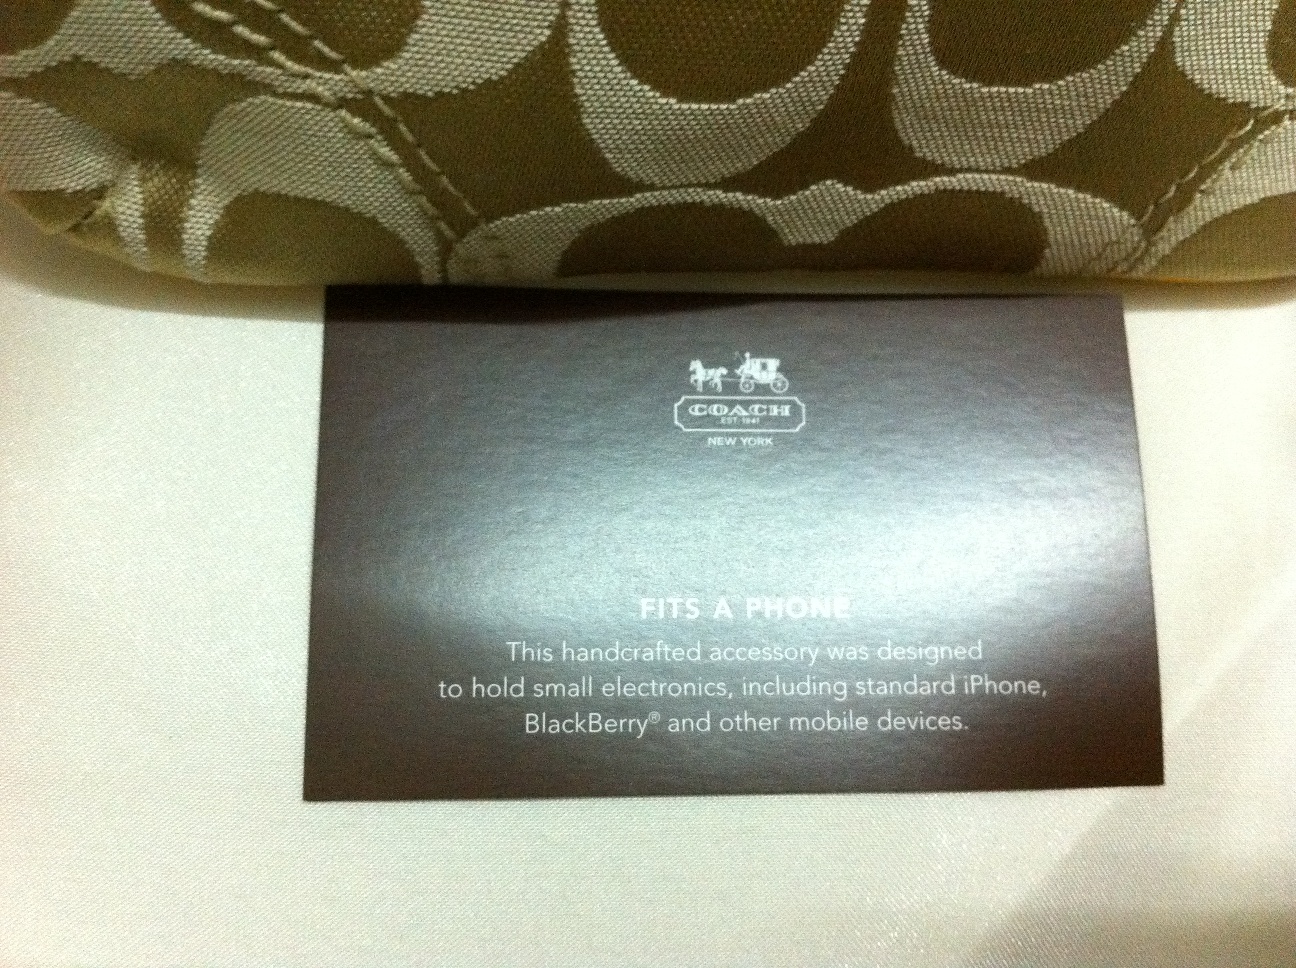 COACH
EST. 1941
NEW YORK
FITS A PHONE
This handcrafted accessory was designed
to hold small electronics, including standard iPhone,
BlackBerry® and other mobile devices.